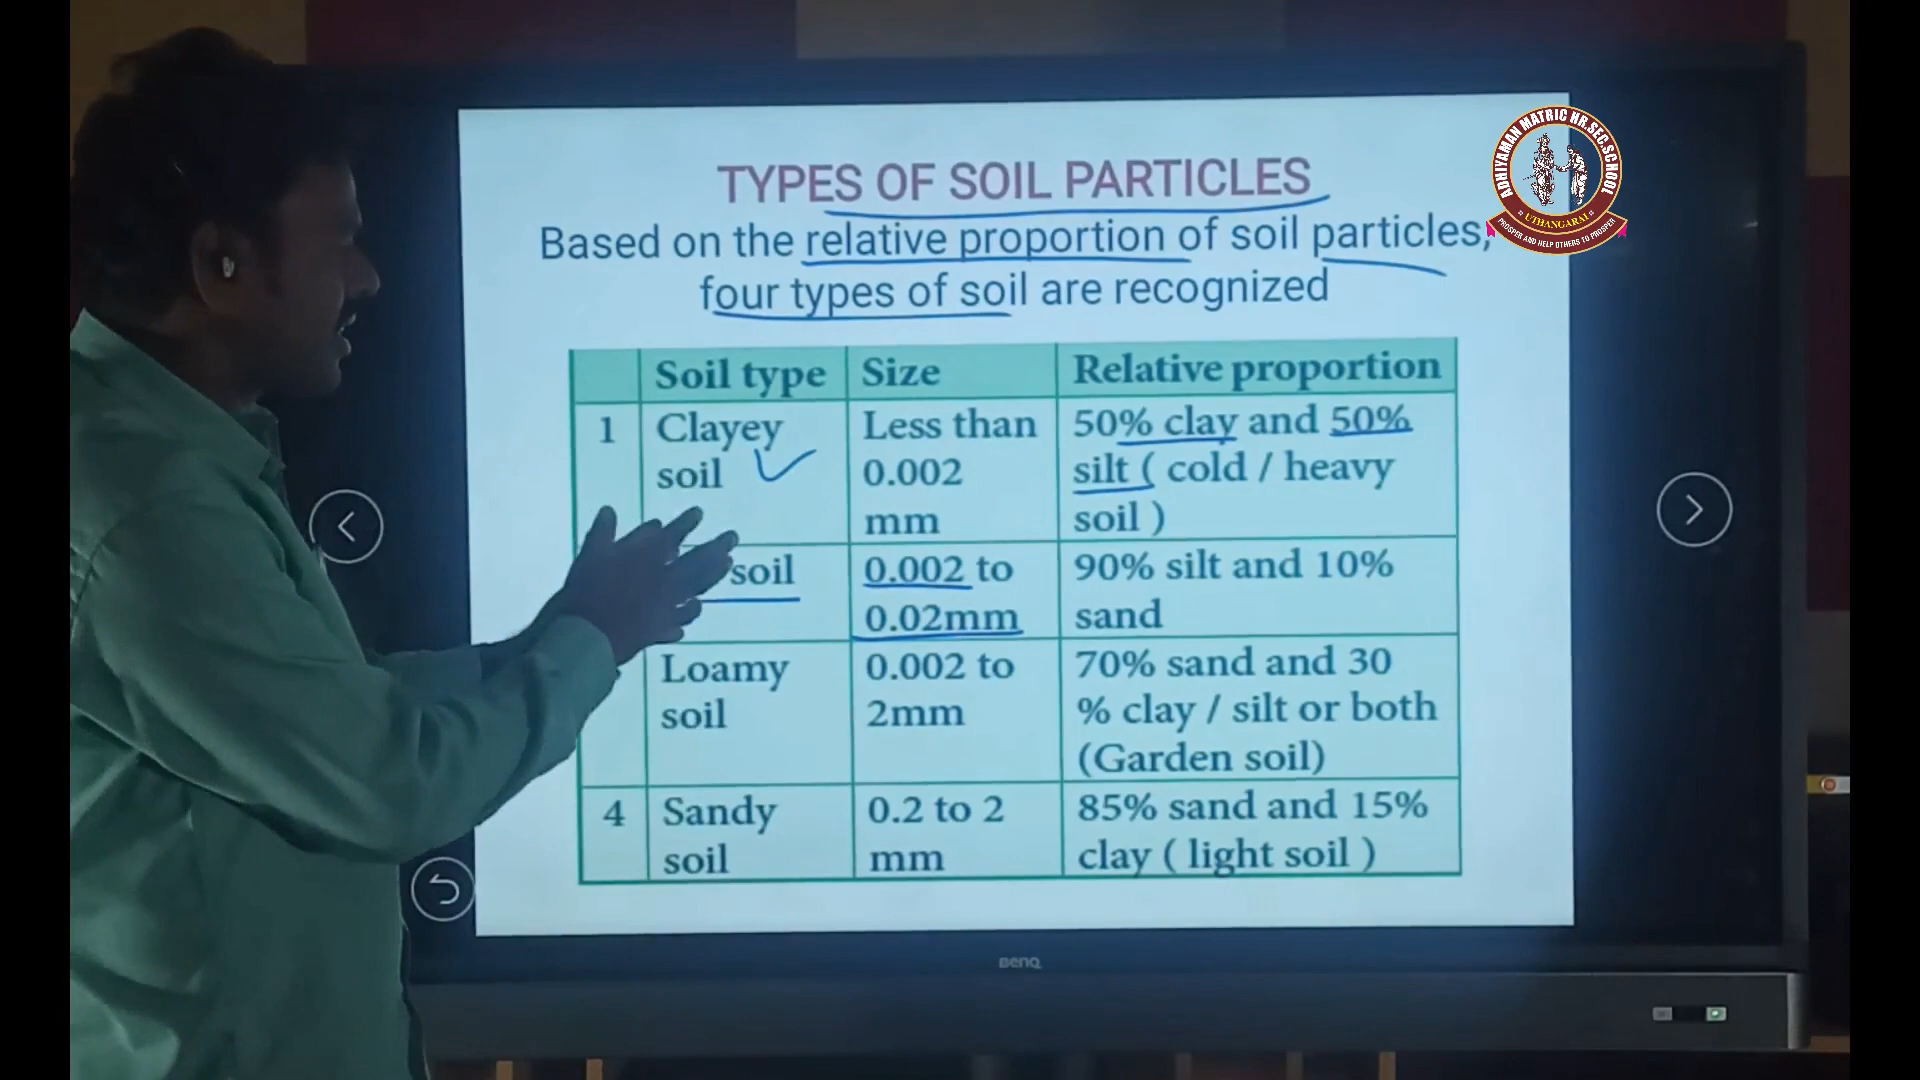 TYPES OF SOIL PARTICLES
Based on the relative proportion of soil particles,
four types of soil are recognized
Soil type Size Relative proportion
1 Clayey soil Less than 0.002 mm 50% clay and 50% silt ( cold / heavy soil )
soil 0.002 to 0.02mm 90% silt and 10% sand
Loamy soil 0.002 to 2mm 70% sand and 30 % clay / silt or both (Garden soil)
4 Sandy soil 0.2 to 2 mm 85% sand and 15% clay ( light soil )
BenQ
ADHIYAMAN MATRIC HR.SEC.SCHOOL
UTHANGARAI
PROSPER AND HELP OTHERS TO PROSPER